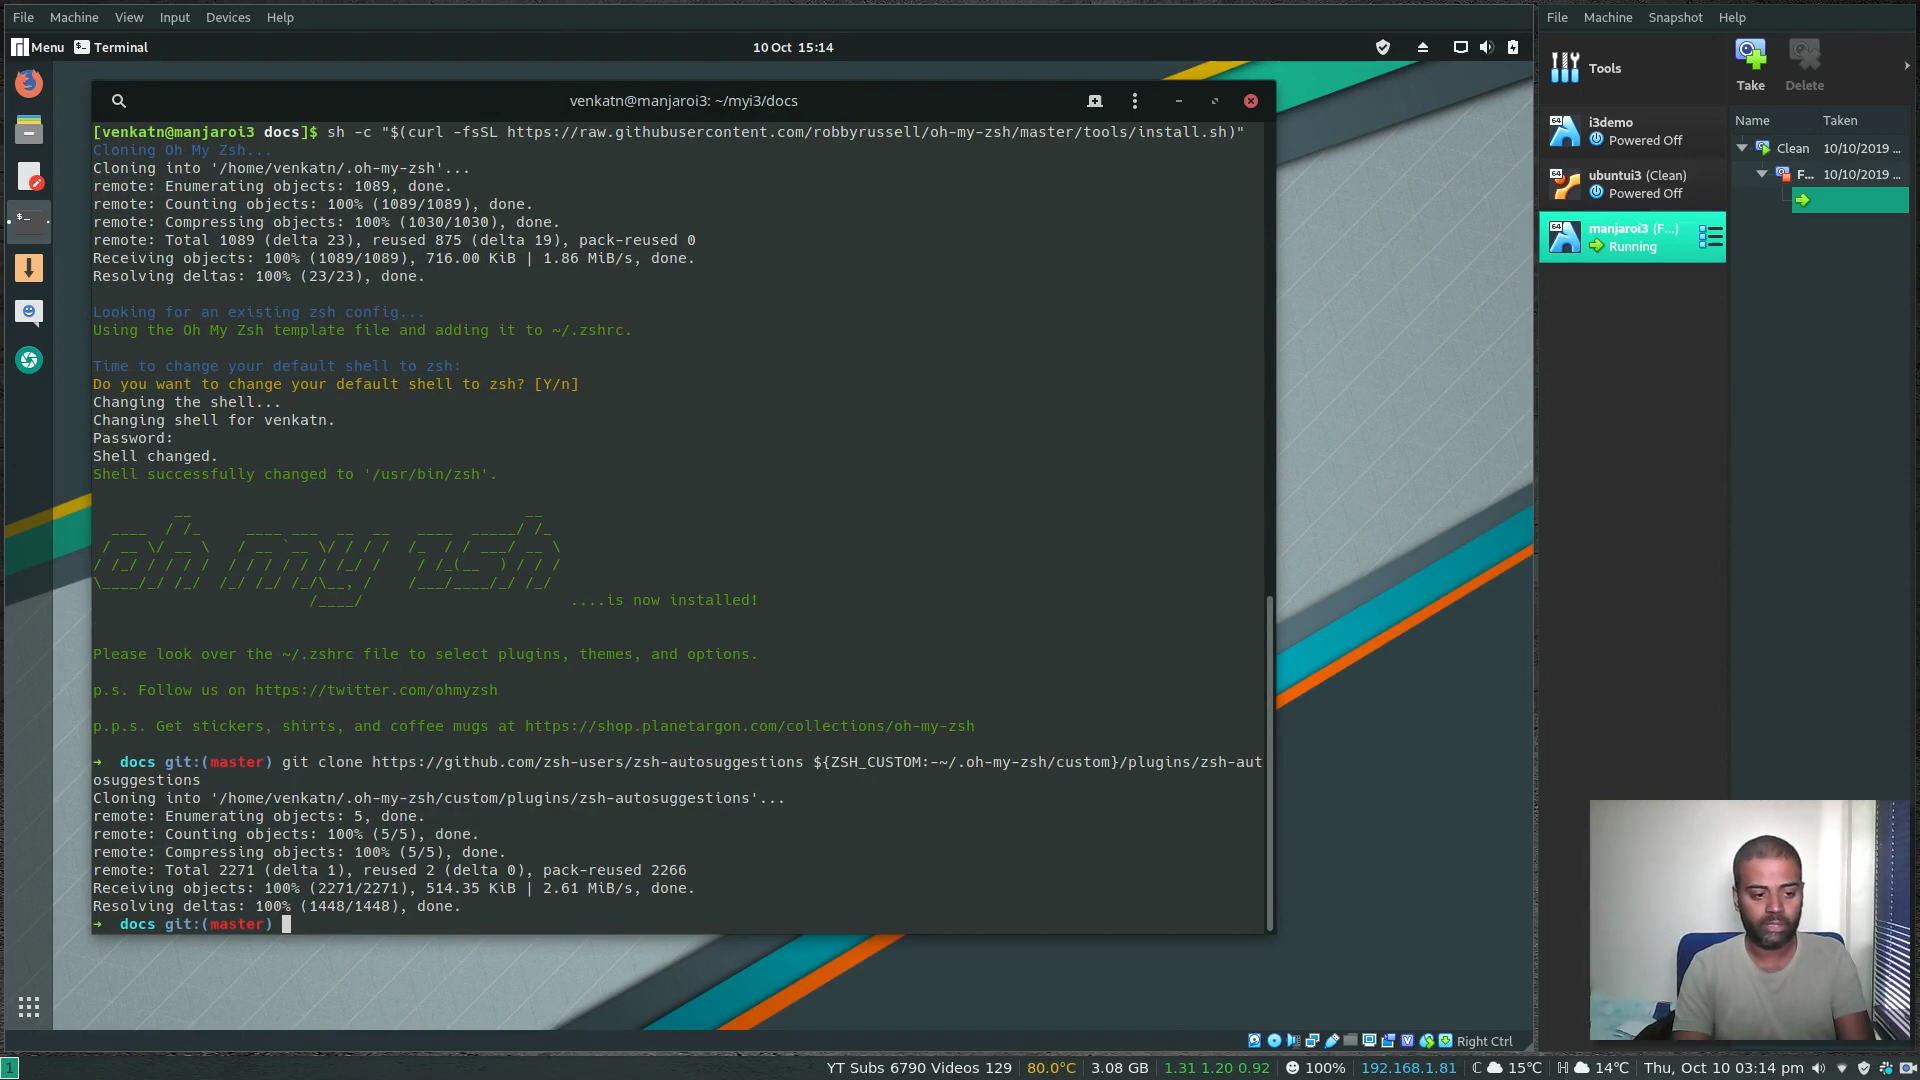 File Machine View Input Devices Help
File Machine Snapshot Help
Menu Terminal
10 Oct 15:14
venkatn@manjaroi3: ~/myi3/docs
[venkatn@manjaroi3 docs]$ sh -c "$(curl -fsSL https://raw.githubusercontent.com/robbyrussell/oh-my-zsh/master/tools/install.sh)"
Cloning Oh My Zsh...
Cloning into '/home/venkatn/.oh-my-zsh'...
remote: Enumerating objects: 1089, done.
remote: Counting objects: 100% (1089/1089), done.
remote: Compressing objects: 100% (1030/1030), done.
remote: Total 1089 (delta 23), reused 875 (delta 19), pack-reused 0
Receiving objects: 100% (1089/1089), 716.00 KiB | 1.86 MiB/s, done.
Resolving deltas: 100% (23/23), done.
Looking for an existing zsh config...
Using the Oh My Zsh template file and adding it to ~/.zshrc.
Time to change your default shell to zsh:
Do you want to change your default shell to zsh? [Y/n]
Changing the shell...
Changing shell for venkatn.
Password:
Shell changed.
Shell successfully changed to '/usr/bin/zsh'.
oh my zsh
....is now installed!
Please look over the ~/.zshrc file to select plugins, themes, and options.
p.s. Follow us on https://twitter.com/ohmyzsh
p.p.s. Get stickers, shirts, and coffee mugs at https://shop.planetargon.com/collections/oh-my-zsh
➜ docs git:(master) git clone https://github.com/zsh-users/zsh-autosuggestions ${ZSH_CUSTOM:-~/.oh-my-zsh/custom}/plugins/zsh-aut
osuggestions
Cloning into '/home/venkatn/.oh-my-zsh/custom/plugins/zsh-autosuggestions'...
remote: Enumerating objects: 5, done.
remote: Counting objects: 100% (5/5), done.
remote: Compressing objects: 100% (5/5), done.
remote: Total 2271 (delta 1), reused 2 (delta 0), pack-reused 2266
Receiving objects: 100% (2271/2271), 514.35 KiB | 2.61 MiB/s, done.
Resolving deltas: 100% (1448/1448), done.
➜ docs git:(master)
Tools
Take
Delete
64 i3demo
Powered Off
64 ubuntui3 (Clean)
Powered Off
64 manjaroi3 (F...)
Running
Name Taken
Clean 10/10/2019 ...
F... 10/10/2019 ...
Right Ctrl
1
YT Subs 6790 Videos 129 80.0°C 3.08 GB 1.31 1.20 0.92 100% 192.168.1.81 C 15°C H 14°C Thu, Oct 10 03:14 pm